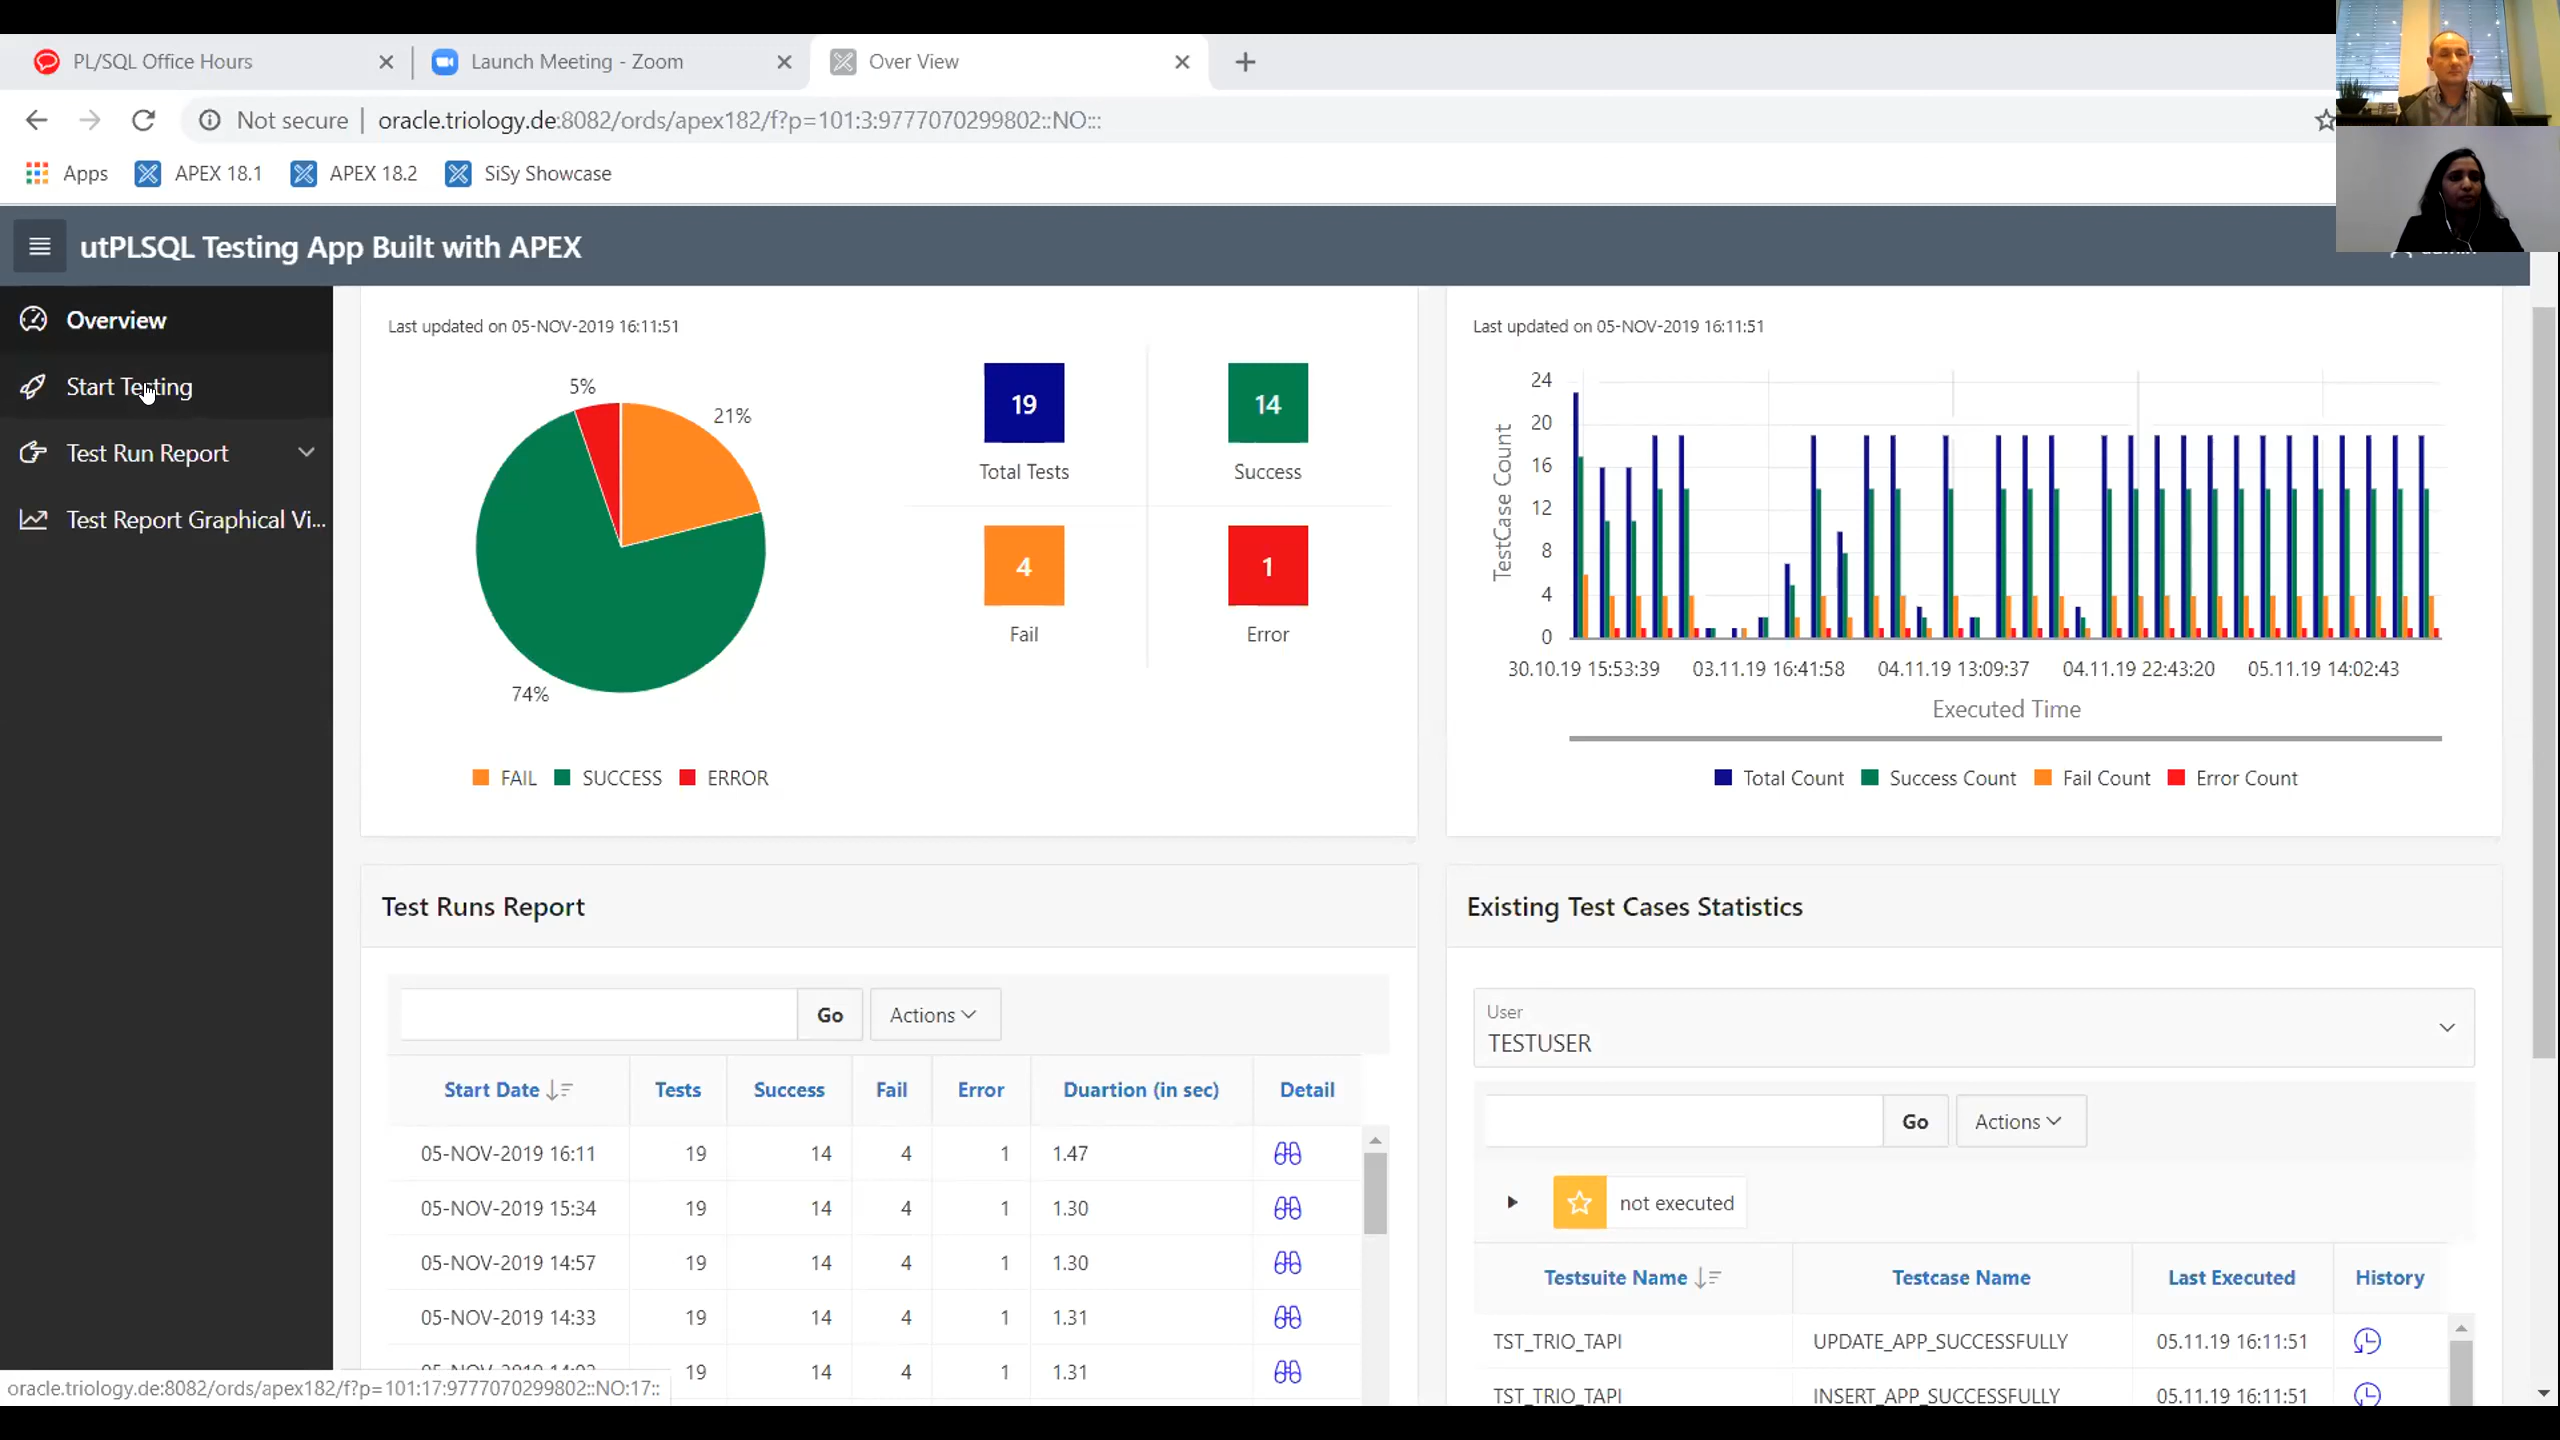 PL/SQL Office Hours
Launch Meeting - Zoom
Over View
Not secure | oracle.triology.de:8082/ords/apex182/f?p=101:3:9777070299802::NO:::
Apps
APEX 18.1
APEX 18.2
SiSy Showcase
utPLSQL Testing App Built with APEX
Overview
Start Testing
Test Run Report
Test Report Graphical Vi...
Last updated on 05-NOV-2019 16:11:51
5%
21%
74%
FAIL SUCCESS ERROR
19
Total Tests
14
Success
4
Fail
1
Error
Last updated on 05-NOV-2019 16:11:51
TestCase Count
24
20
16
12
8
4
0
30.10.19 15:53:39 03.11.19 16:41:58 04.11.19 13:09:37 04.11.19 22:43:20 05.11.19 14:02:43
Executed Time
Total Count Success Count Fail Count Error Count
Test Runs Report
Go Actions
Start Date Tests Success Fail Error Duartion (in sec) Detail
05-NOV-2019 16:11 19 14 4 1 1.47
05-NOV-2019 15:34 19 14 4 1 1.30
05-NOV-2019 14:57 19 14 4 1 1.30
05-NOV-2019 14:33 19 14 4 1 1.31
19 14 4 1 1.31
Existing Test Cases Statistics
User
TESTUSER
Go Actions
not executed
Testsuite Name Testcase Name Last Executed History
TST_TRIO_TAPI UPDATE_APP_SUCCESSFULLY 05.11.19 16:11:51
TST_TRIO_TAPI INSERT_APP_SUCCESSFULLY 05.11.19 16:11:51
oracle.triology.de:8082/ords/apex182/f?p=101:17:9777070299802::NO:17::